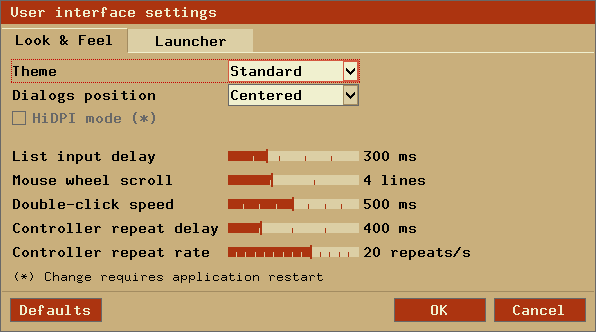 User interface settings
Look & Feel Launcher
Theme Standard
Dialogs position Centered
HiDPI mode (*)
List input delay 300 ms
Mouse wheel scroll 4 lines
Double-click speed 500 ms
Controller repeat delay 400 ms
Controller repeat rate 20 repeats/s
(*) Change requires application restart
Defaults OK Cancel